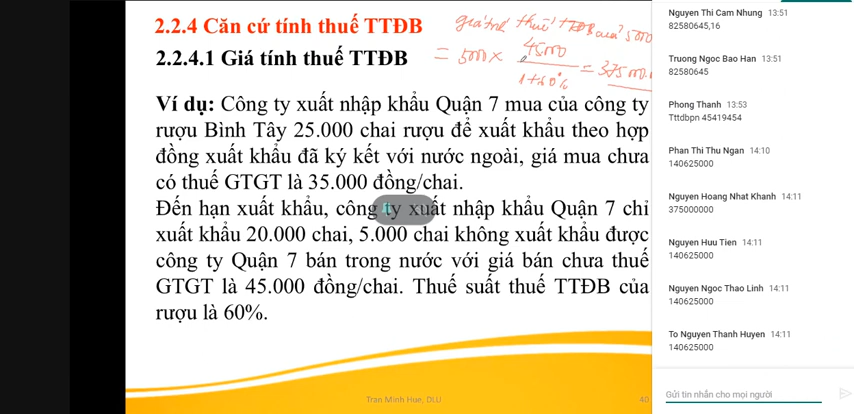 2.2.4 Căn cứ tính thuế TTĐB
giá tính thuế TTĐB của 5000
2.2.4.1 Giá tính thuế TTĐB
= 5000 x 45000 / 1+60% = 375
Ví dụ: Công ty xuất nhập khẩu Quận 7 mua của công ty
rượu Bình Tây 25.000 chai rượu để xuất khẩu theo hợp
đồng xuất khẩu đã ký kết với nước ngoài, giá mua chưa
có thuế GTGT là 35.000 đồng/chai.
Đến hạn xuất khẩu, công ty xuất nhập khẩu Quận 7 chỉ
xuất khẩu 20.000 chai, 5.000 chai không xuất khẩu được
công ty Quận 7 bán trong nước với giá bán chưa thuế
GTGT là 45.000 đồng/chai. Thuế suất thuế TTĐB của
rượu là 60%.
Tran Minh Hue, DUJ
40
Nguyen Thi Cam Nhung 13:51
82580645,16
Truong Ngoc Bao Han 13:51
82580645
Phong Thanh 13:53
Tttdbpn 45419454
Phan Thi Thu Ngan 14:10
140625000
Nguyen Hoang Nhat Khanh 14:11
375000000
Nguyen Huu Tien 14:11
140625000
Nguyen Ngoc Thao Linh 14:11
140625000
To Nguyen Thanh Huyen 14:11
140625000
Gửi tin nhắn cho mọi người